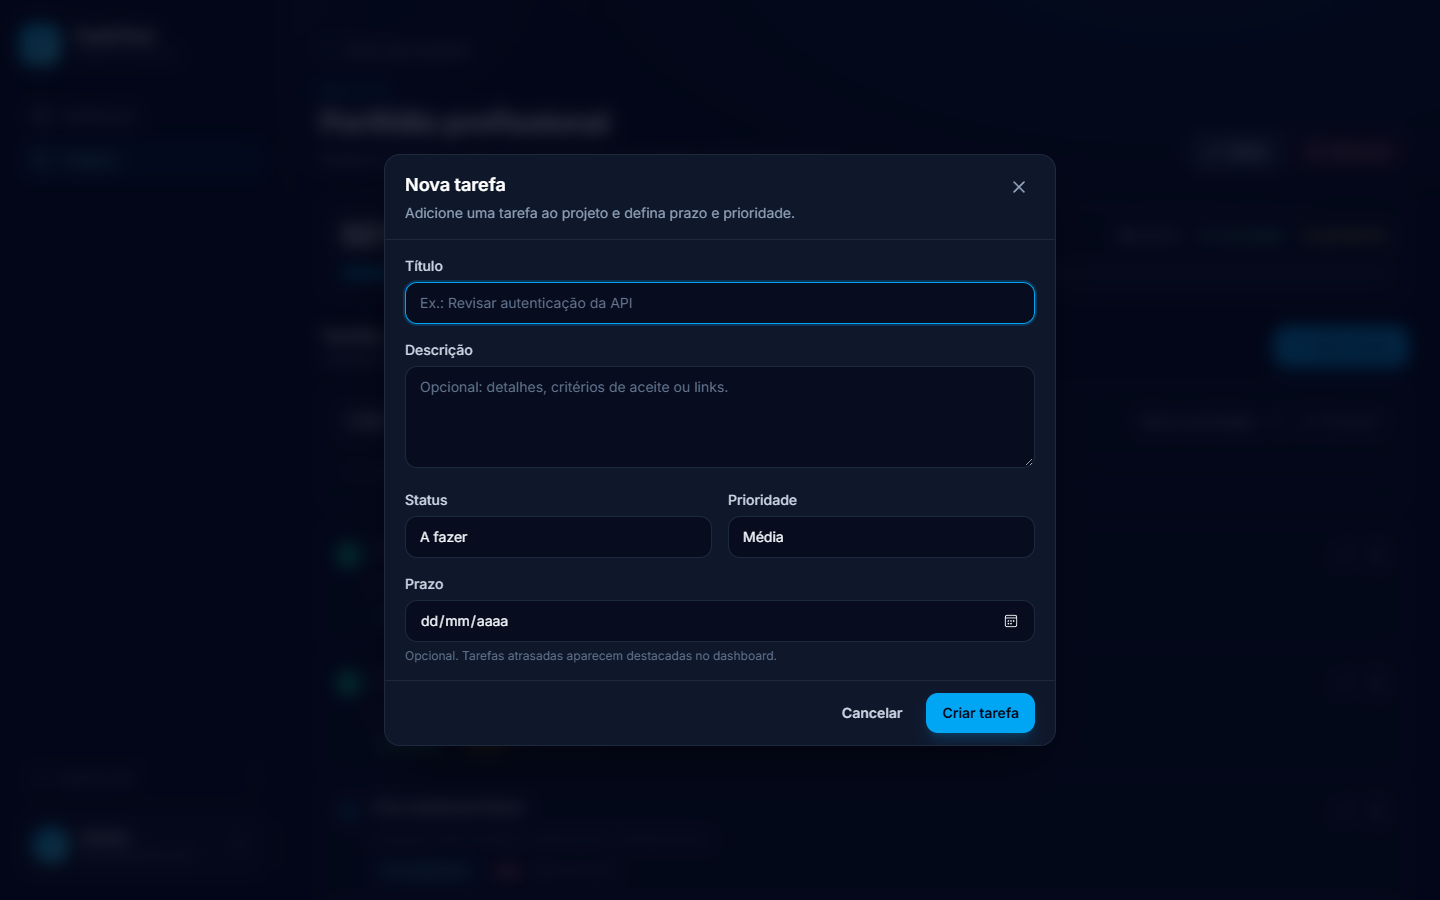 Portfólio profissional
Nova tarefa
Adicione uma tarefa ao projeto e defina prazo e prioridade.
Título
Ex.: Revisar autenticação da API
Descrição
Opcional: detalhes, critérios de aceite ou links.
Status
Prioridade
A fazer
Média
Prazo
dd/mm/aaaa
Opcional. Tarefas atrasadas aparecem destacadas no dashboard.
Cancelar
Criar tarefa